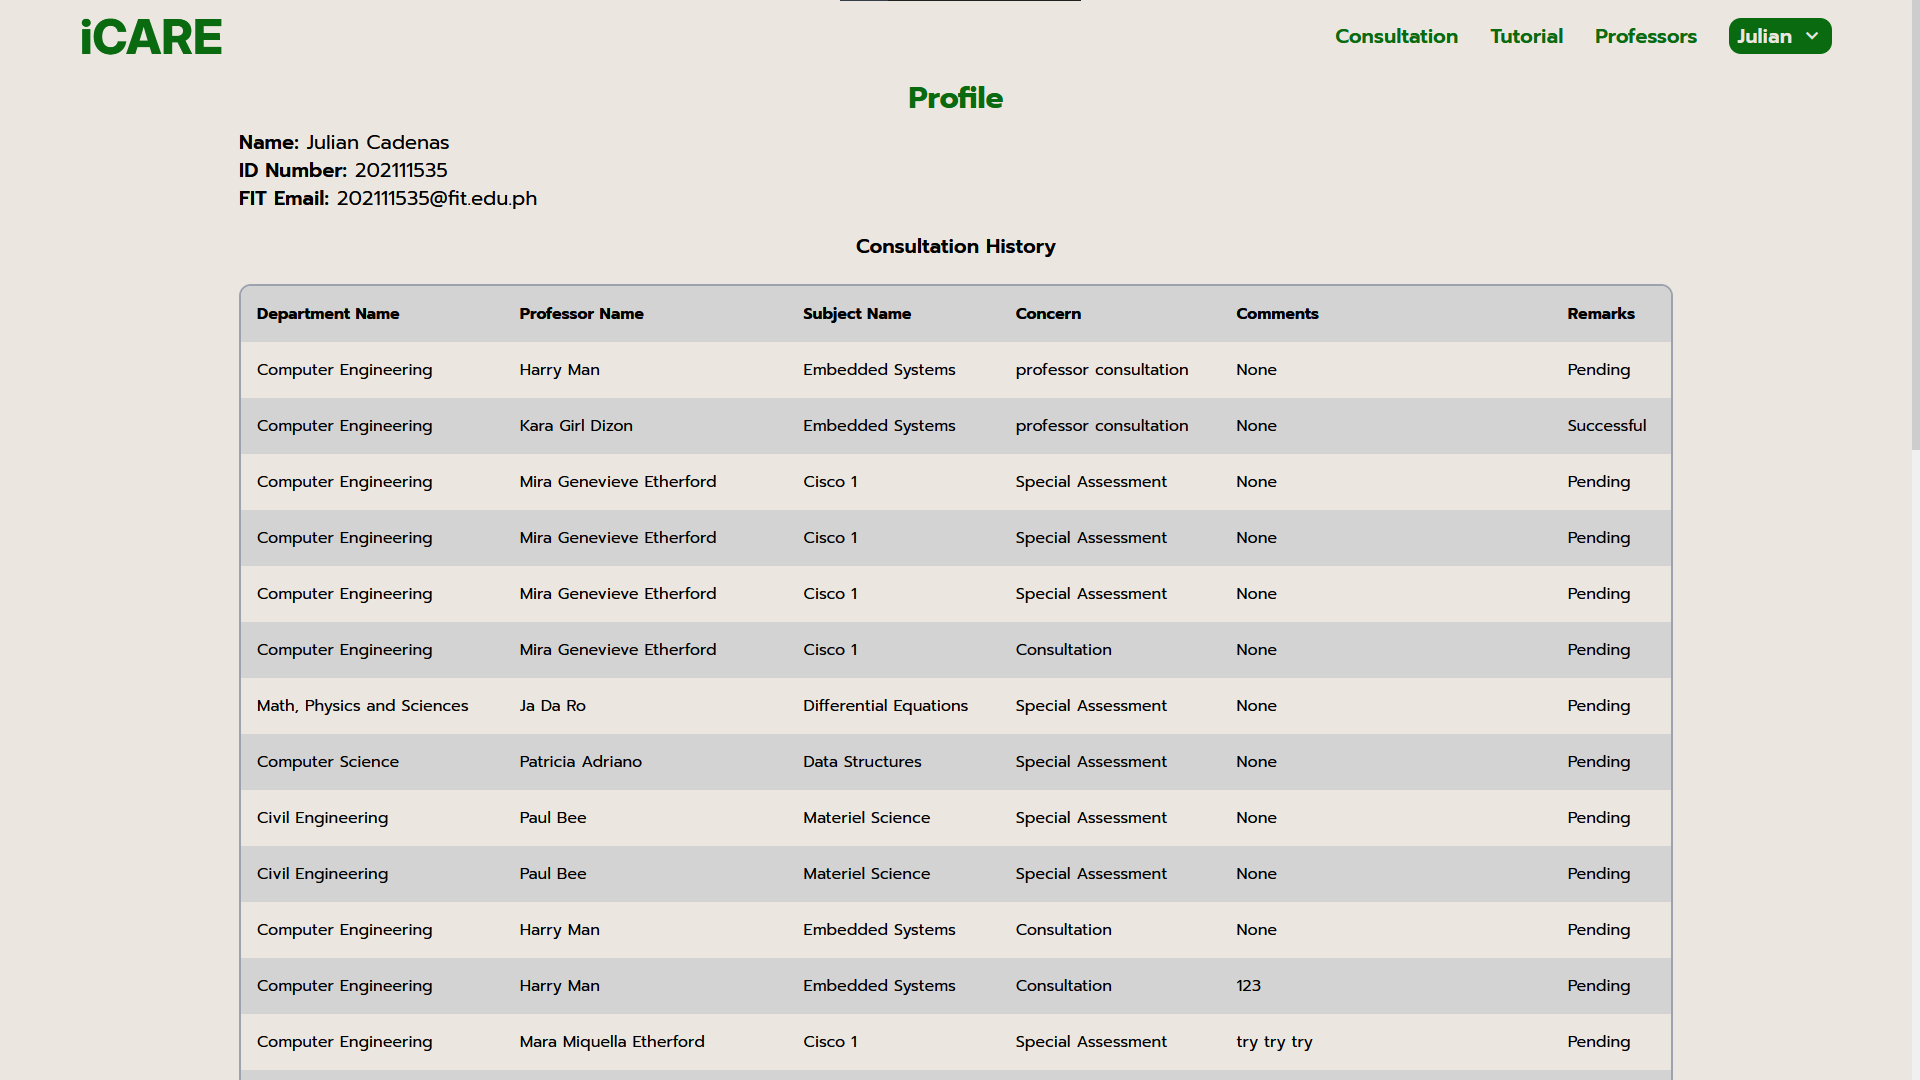 iCARE
Consultation Tutorial Professors Julian
Profile
Name: Julian Cadenas
ID Number: 202111535
FIT Email: 202111535@fit.edu.ph
Consultation History
Department Name Professor Name Subject Name Concern Comments Remarks
Computer Engineering Harry Man Embedded Systems professor consultation None Pending
Computer Engineering Kara Girl Dizon Embedded Systems professor consultation None Successful
Computer Engineering Mira Genevieve Etherford Cisco 1 Special Assessment None Pending
Computer Engineering Mira Genevieve Etherford Cisco 1 Special Assessment None Pending
Computer Engineering Mira Genevieve Etherford Cisco 1 Special Assessment None Pending
Computer Engineering Mira Genevieve Etherford Cisco 1 Consultation None Pending
Math, Physics and Sciences Ja Da Ro Differential Equations Special Assessment None Pending
Computer Science Patricia Adriano Data Structures Special Assessment None Pending
Civil Engineering Paul Bee Materiel Science Special Assessment None Pending
Civil Engineering Paul Bee Materiel Science Special Assessment None Pending
Computer Engineering Harry Man Embedded Systems Consultation None Pending
Computer Engineering Harry Man Embedded Systems Consultation 123 Pending
Computer Engineering Mara Miquella Etherford Cisco 1 Special Assessment try try try Pending